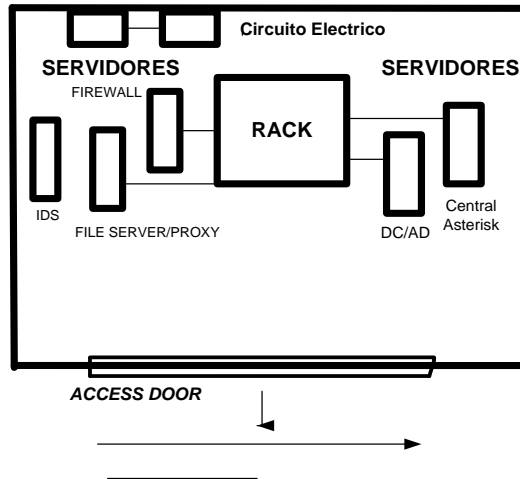 Circuito Electrico
SERVIDORES
SERVIDORES
FIREWALL
RACK
IDS
FILE SERVER/PROXY
DC/AD
Central
Asterisk
ACCESS DOOR